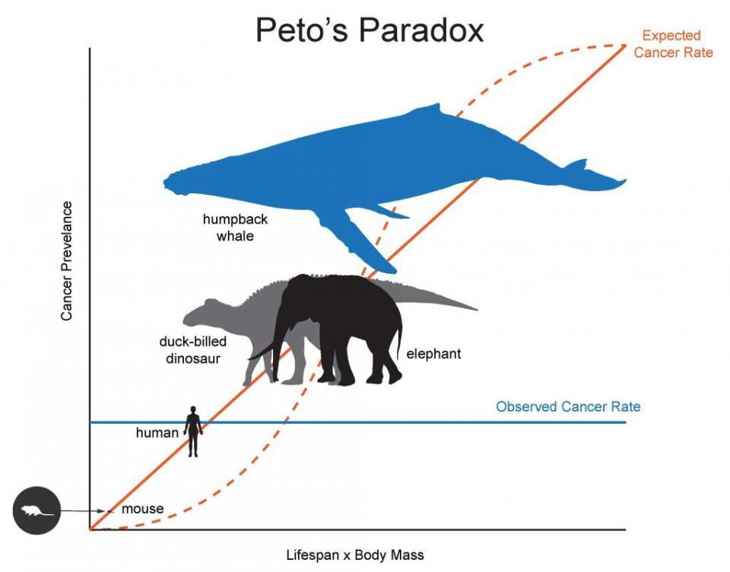 Peto's Paradox
Expected
Cancer Rate
humpback
whale
Cancer Prevelance
duck-billed
dinosaur
elephant
Observed Cancer Rate
human
mouse
Lifespan x Body Mass